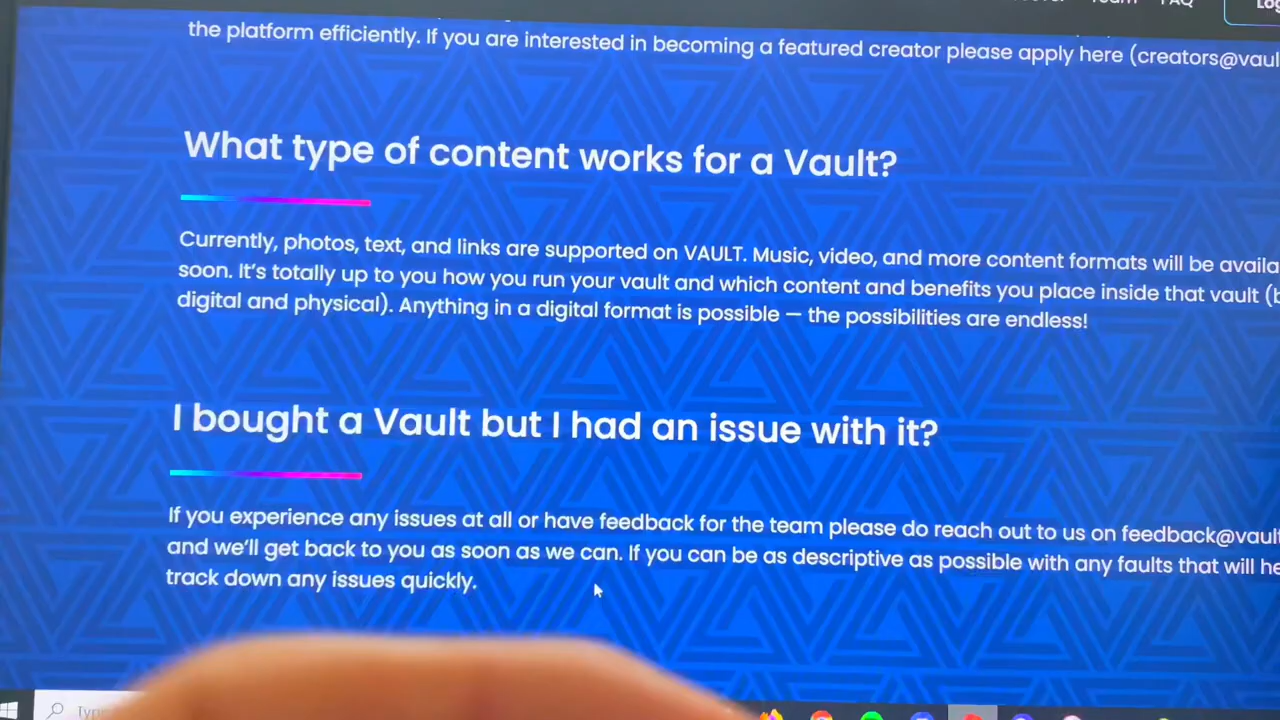 Team FAQ
the platform efficiently. If you are interested in becoming a featured creator please apply here (creators@vaul
What type of content works for a Vault?
Currently, photos, text, and links are supported on VAULT. Music, video, and more content formats will be availa
soon. It's totally up to you how you run your vault and which content and benefits you place inside that vault (b
digital and physical). Anything in a digital format is possible — the possibilities are endless!
I bought a Vault but I had an issue with it?
If you experience any issues at all or have feedback for the team please do reach out to us on feedback@vault
and we'll get back to you as soon as we can. If you can be as descriptive as possible with any faults that will he
track down any issues quickly.
Type